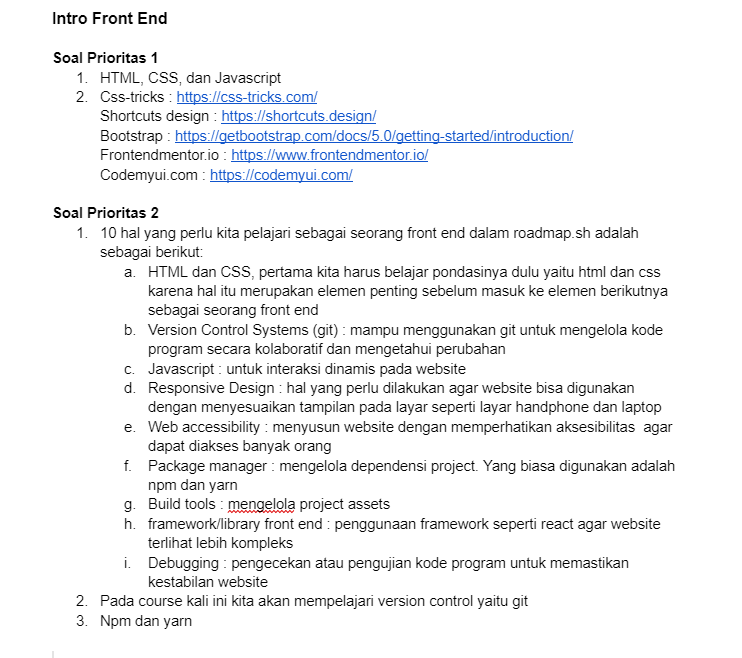 Intro Front End
Soal Prioritas 1
1. HTML, CSS, dan Javascript
2. Css-tricks : https://css-tricks.com/
Shortcuts design : https://shortcuts.design/
Bootstrap : https://getbootstrap.com/docs/5.0/getting-started/introduction/
Frontendmentor.io : https://www.frontendmentor.io/
Codemyui.com : https://codemyui.com/
Soal Prioritas 2
1. 10 hal yang perlu kita pelajari sebagai seorang front end dalam roadmap.sh adalah
sebagai berikut:
a. HTML dan CSS, pertama kita harus belajar pondasinya dulu yaitu html dan css
karena hal itu merupakan elemen penting sebelum masuk ke elemen berikutnya
sebagai seorang front end
b. Version Control Systems (git) : mampu menggunakan git untuk mengelola kode
program secara kolaboratif dan mengetahui perubahan
c. Javascript : untuk interaksi dinamis pada website
d. Responsive Design : hal yang perlu dilakukan agar website bisa digunakan
dengan menyesuaikan tampilan pada layar seperti layar handphone dan laptop
e. Web accessibility : menyusun website dengan memperhatikan aksesibilitas agar
dapat diakses banyak orang
f. Package manager : mengelola dependensi project. Yang biasa digunakan adalah
npm dan yarn
g. Build tools : mengelola project assets
h. framework/library front end : penggunaan framework seperti react agar website
terlihat lebih kompleks
i. Debugging : pengecekan atau pengujian kode program untuk memastikan
kestabilan website
2. Pada course kali ini kita akan mempelajari version control yaitu git
3. Npm dan yarn